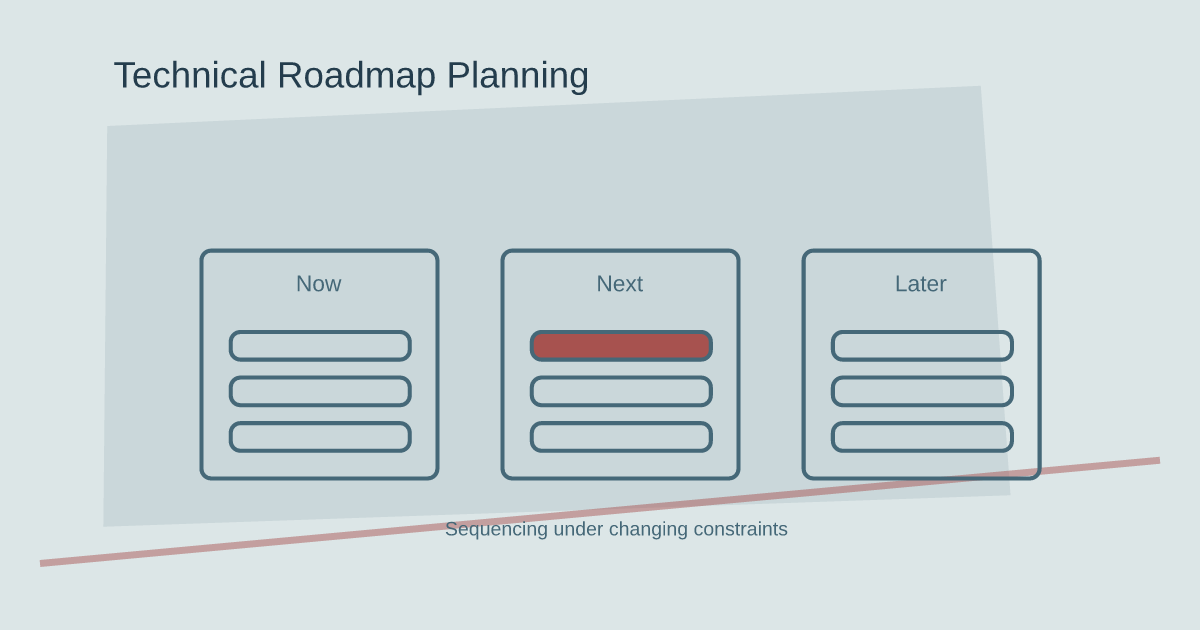 Technical Roadmap Planning
Now
Next
Later
Sequencing under changing constraints